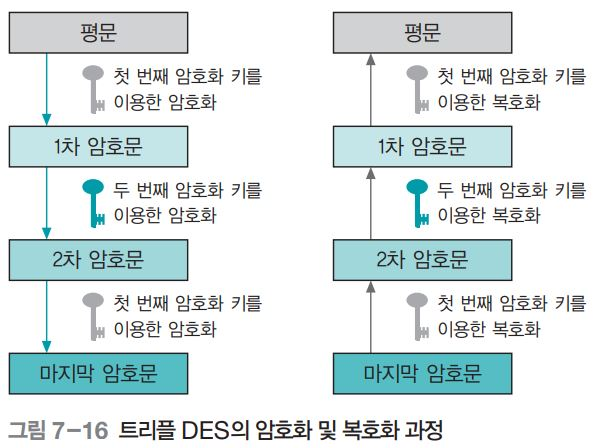 평문
첫 번째 암호화 키를
이용한 암호화
1차 암호문
두 번째 암호화 키를
이용한 암호화
2차 암호문
첫 번째 암호화 키를
이용한 암호화
마지막 암호문
평문
첫 번째 암호화 키를
이용한 복호화
1차 암호문
두 번째 암호화 키를
이용한 복호화
2차 암호문
첫 번째 암호화 키를
이용한 복호화
마지막 암호문
그림 7-16 트리플 DES의 암호화 및 복호화 과정